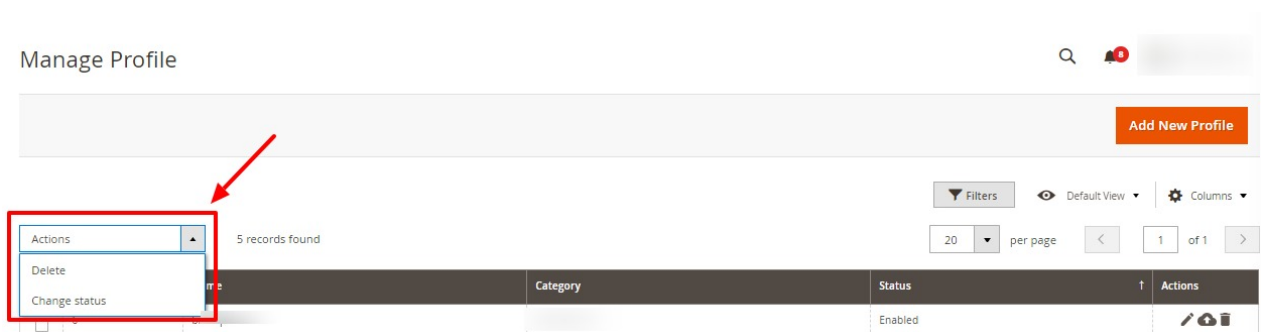 Manage Profile
8
Add New Profile
Filters
Default View
Columns
Actions
5 records found
20
per page
1
of 1
Delete
Change status
Category
Status
Actions
Enabled